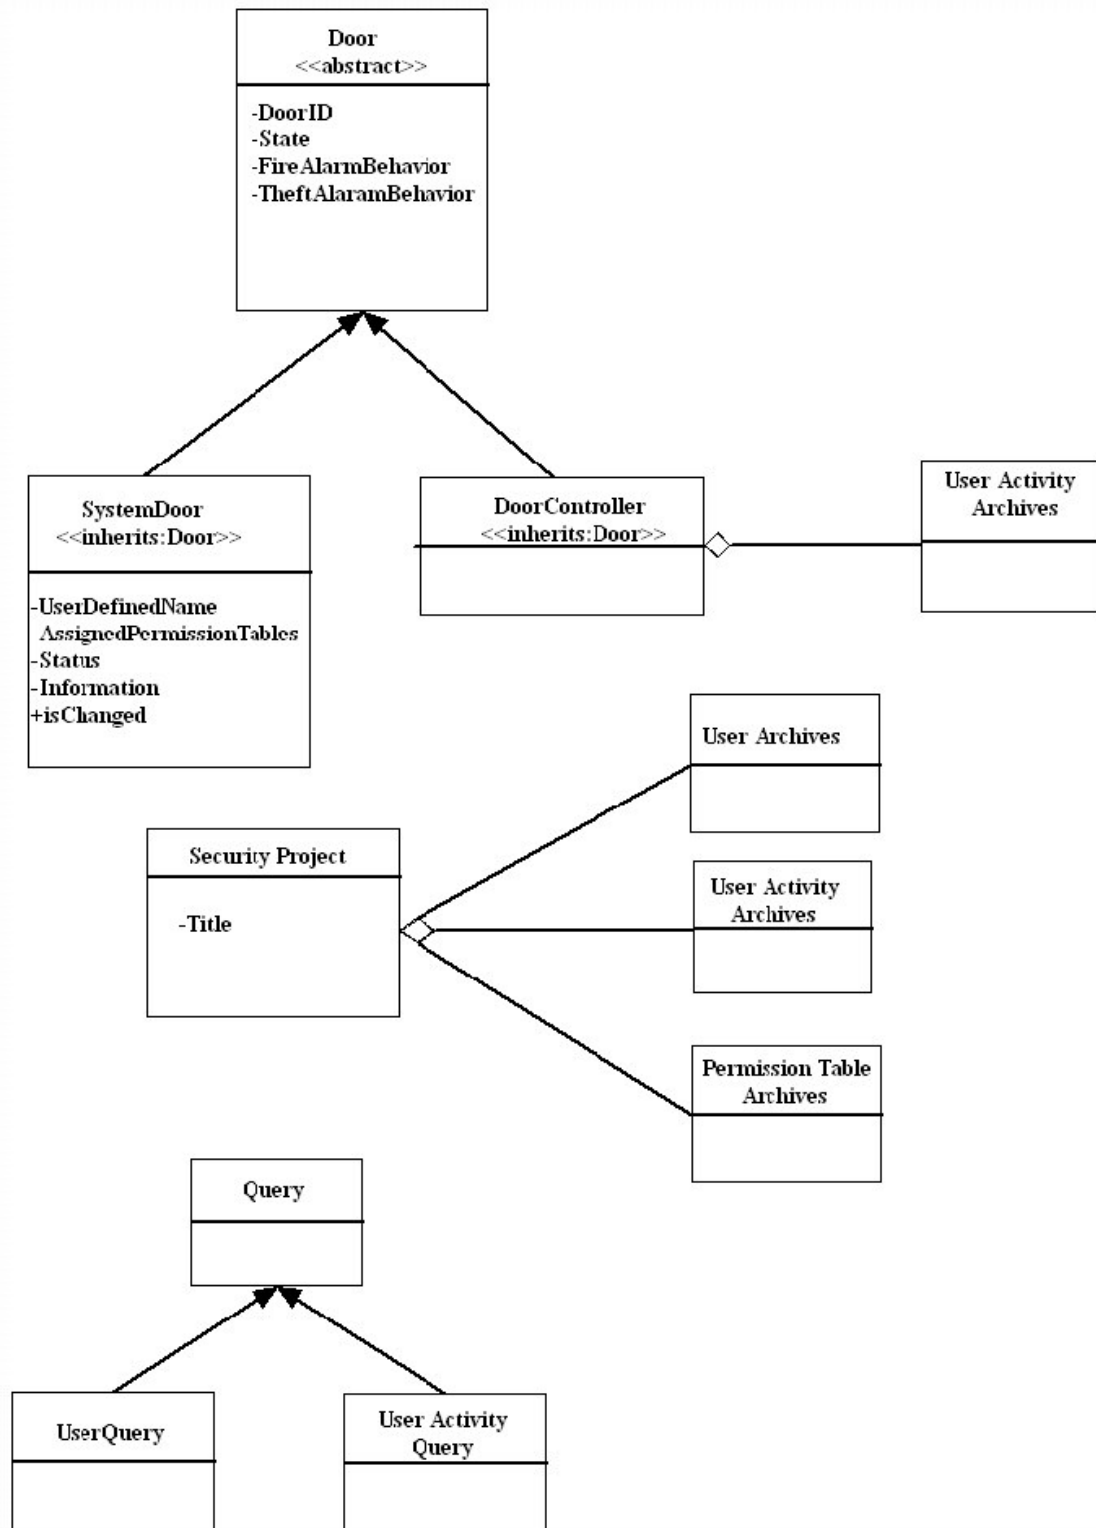 Door
<<abstract>>
-DoorID
-State
-FireAlarmBehavior
-TheftAlaramBehavior
SystemDoor
<<inherits:Door>>
-UserDefinedName
AssignedPermissionTables
-Status
-Information
+isChanged
DoorController
<<inherits:Door>>
User Activity
Archives
Security Project
-Title
User Archives
User Activity
Archives
Permission Table
Archives
Query
UserQuery
User Activity
Query